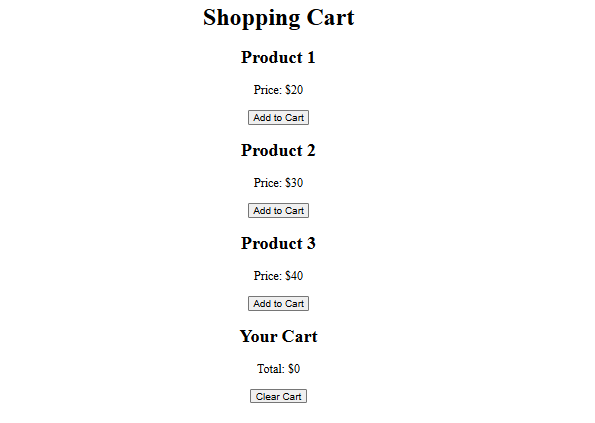 Shopping Cart
Product 1
Price: $20
Add to Cart
Product 2
Price: $30
Add to Cart
Product 3
Price: $40
Add to Cart
Your Cart
Total: $0
Clear Cart